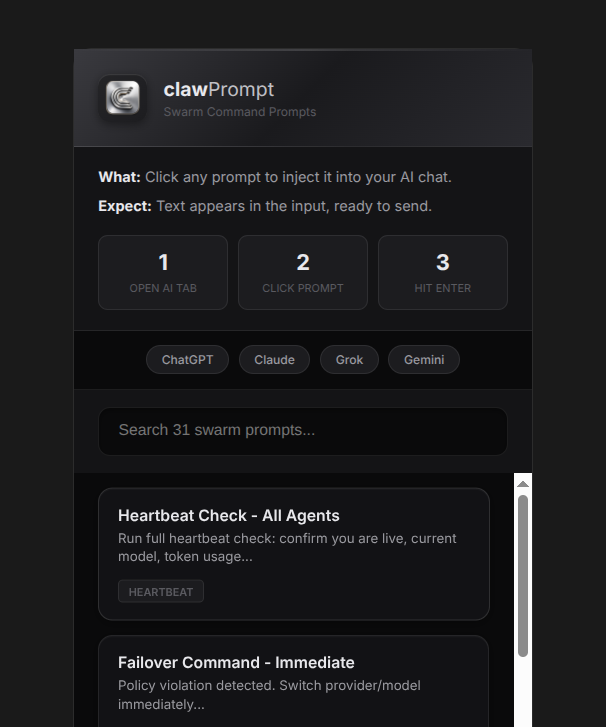 clawPrompt
Swarm Command Prompts
What: Click any prompt to inject it into your AI chat.
Expect: Text appears in the input, ready to send.
1
OPEN AI TAB
2
CLICK PROMPT
3
HIT ENTER
ChatGPT
Claude
Grok
Gemini
Search 31 swarm prompts...
Heartbeat Check - All Agents
Run full heartbeat check: confirm you are live, current
model, token usage...
HEARTBEAT
Failover Command - Immediate
Policy violation detected. Switch provider/model
immediately...